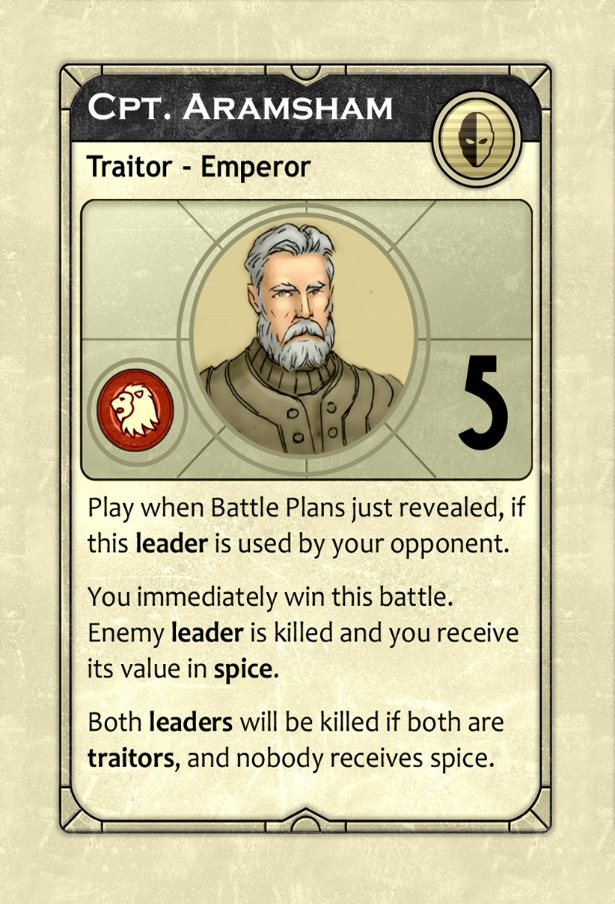 Cpt. Aramsham
Traitor - Emperor
5
Play when Battle Plans just revealed, if
this leader is used by your opponent.
You immediately win this battle.
Enemy leader is killed and you receive
its value in spice.
Both leaders will be killed if both are
traitors, and nobody receives spice.